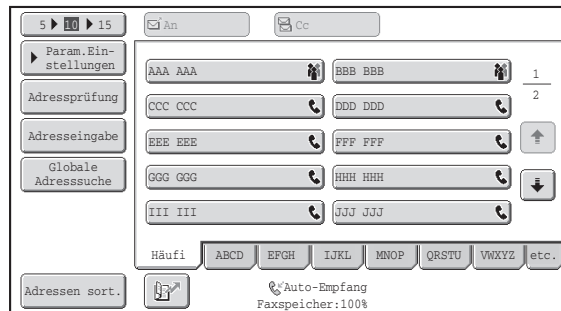 5 10 15
An
Cc
Param.Ein-
stellungen
Adressprüfung
Adresseingabe
Globale
Adresssuche
AAA AAA
BBB BBB
CCC CCC
DDD DDD
EEE EEE
FFF FFF
GGG GGG
HHH HHH
III III
JJJ JJJ
1
2
Häufi
ABCD
EFGH
IJKL
MNOP
QRSTU
VWXYZ
etc.
Adressen sort.
Auto-Empfang
Faxspeicher:100%